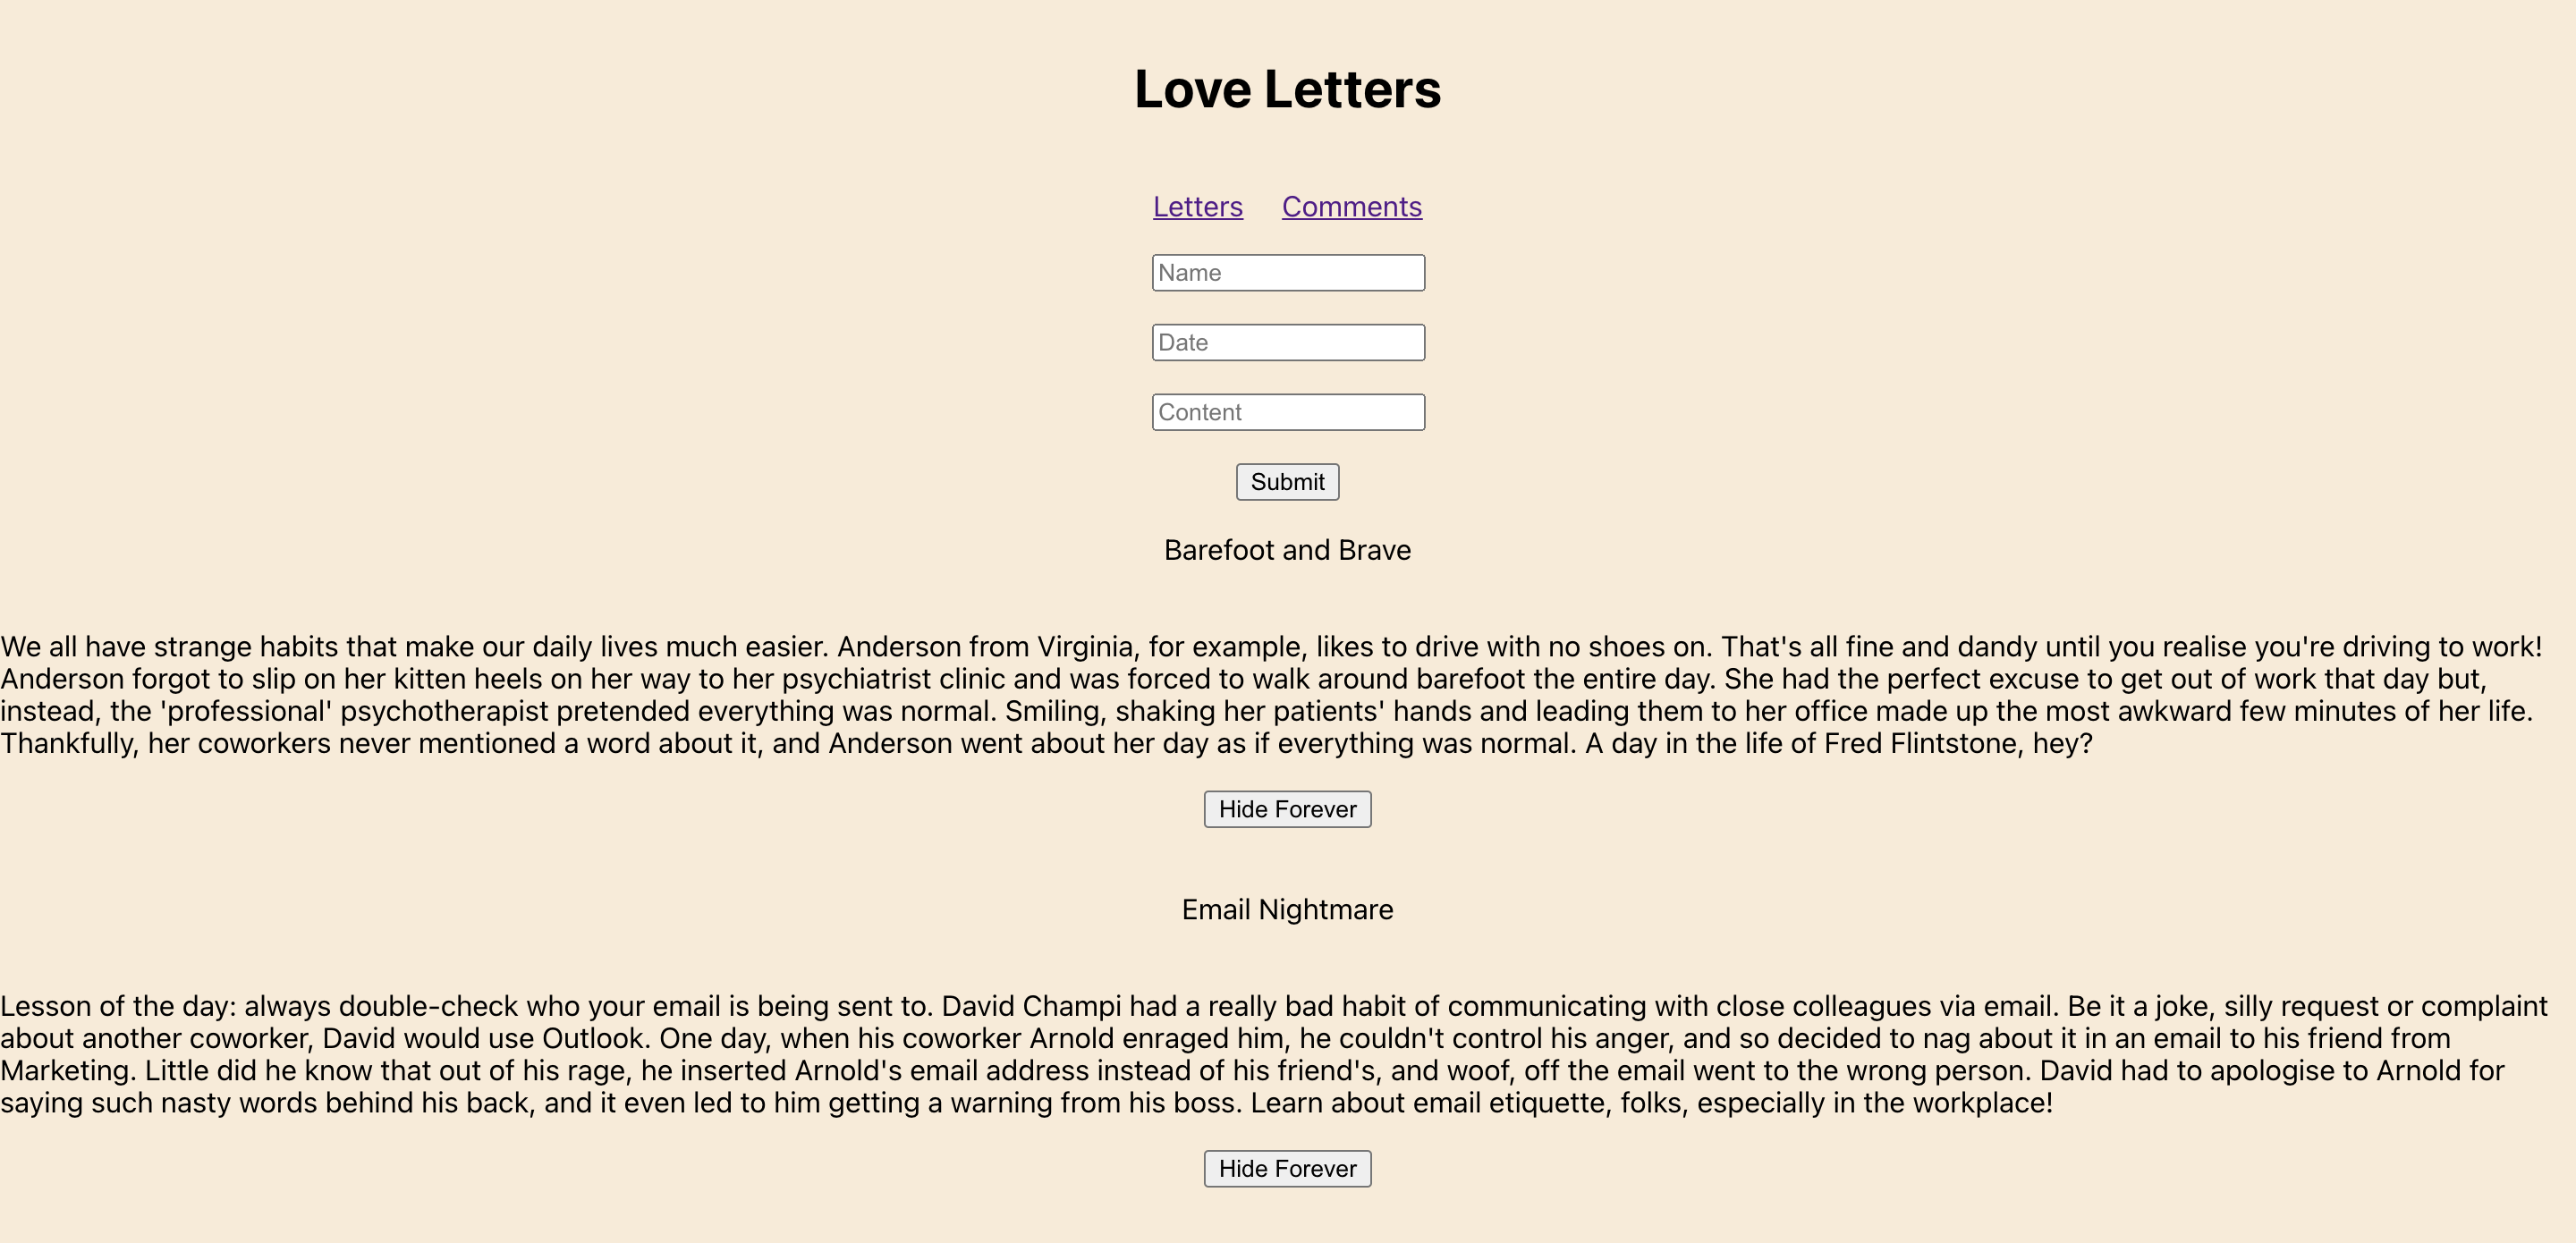 Love Letters
Letters Comments
Name
Date
Content
Submit
Barefoot and Brave
We all have strange habits that make our daily lives much easier. Anderson from Virginia, for example, likes to drive with no shoes on. That's all fine and dandy until you realise you're driving to work!
Anderson forgot to slip on her kitten heels on her way to her psychiatrist clinic and was forced to walk around barefoot the entire day. She had the perfect excuse to get out of work that day but,
instead, the 'professional' psychotherapist pretended everything was normal. Smiling, shaking her patients' hands and leading them to her office made up the most awkward few minutes of her life.
Thankfully, her coworkers never mentioned a word about it, and Anderson went about her day as if everything was normal. A day in the life of Fred Flintstone, hey?
Hide Forever
Email Nightmare
Lesson of the day: always double-check who your email is being sent to. David Champi had a really bad habit of communicating with close colleagues via email. Be it a joke, silly request or complaint
about another coworker, David would use Outlook. One day, when his coworker Arnold enraged him, he couldn't control his anger, and so decided to nag about it in an email to his friend from
Marketing. Little did he know that out of his rage, he inserted Arnold's email address instead of his friend's, and woof, off the email went to the wrong person. David had to apologise to Arnold for
saying such nasty words behind his back, and it even led to him getting a warning from his boss. Learn about email etiquette, folks, especially in the workplace!
Hide Forever